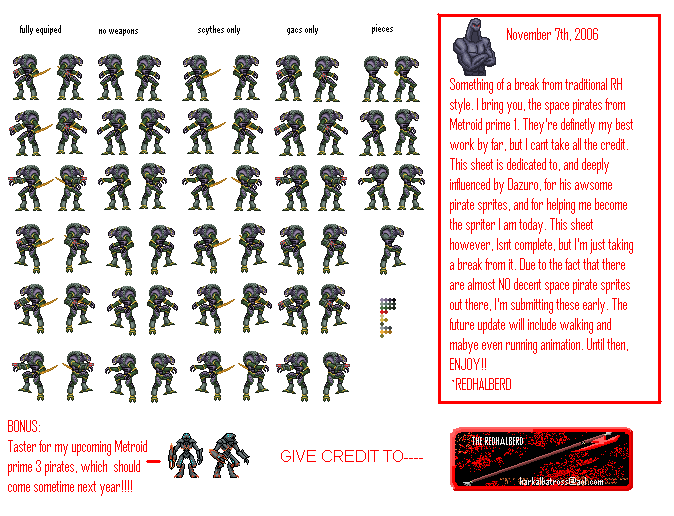 fully equiped no weapons scythes only gacs only pieces
November 7th, 2006
Something of a break from traditional RH
style. I bring you, the space pirates from
Metroid prime 1. They're definetly my best
work by far, but I cant take all the credit.
This sheet is dedicated to, and deeply
influenced by Dazuro, for his awsome
pirate sprites, and for helping me become
the spriter I am today. This sheet
however, Isnt complete, but I'm just taking
a break from it. Due to the fact that there
are almost NO decent space pirate sprites
out there, I'm submitting these early. The
future update will include walking and
mabye even running animation. Until then,
ENJOY!!
*REDHALBERD
BONUS:
Taster for my upcoming Metroid
prime 3 pirates, which should
come sometime next year!!!!
GIVE CREDIT TO----
THE REDHALBERD
harkalbatross@aol.com